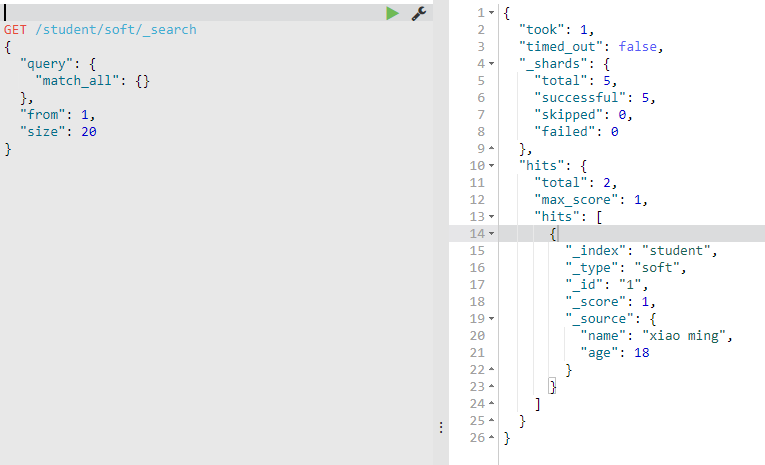 GET /student/soft/_search
{
  "query": {
    "match_all": {}
  },
  "from": 1,
  "size": 20
}
1 {
2   "took": 1,
3   "timed_out": false,
4   "_shards": {
5     "total": 5,
6     "successful": 5,
7     "skipped": 0,
8     "failed": 0
9   },
10   "hits": {
11     "total": 2,
12     "max_score": 1,
13     "hits": [
14       {
15         "_index": "student",
16         "_type": "soft",
17         "_id": "1",
18         "_score": 1,
19         "_source": {
20           "name": "xiao ming",
21           "age": 18
22         }
23       }
24     ]
25   }
26 }